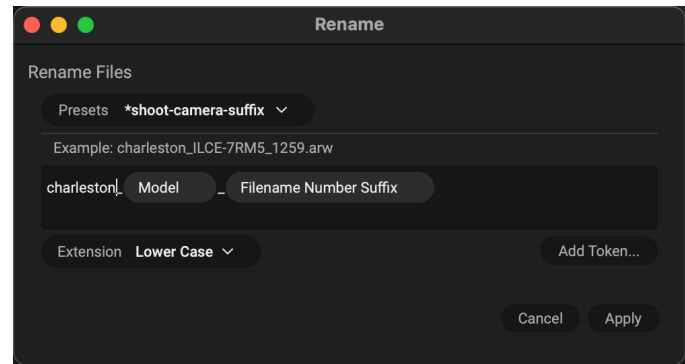 Rename
Rename Files
Presets *shoot-camera-suffix
Example: charleston_ILCE-7RM5_1259.arw
charleston_ Model _ Filename Number Suffix
Extension Lower Case Add Token...
Cancel Apply